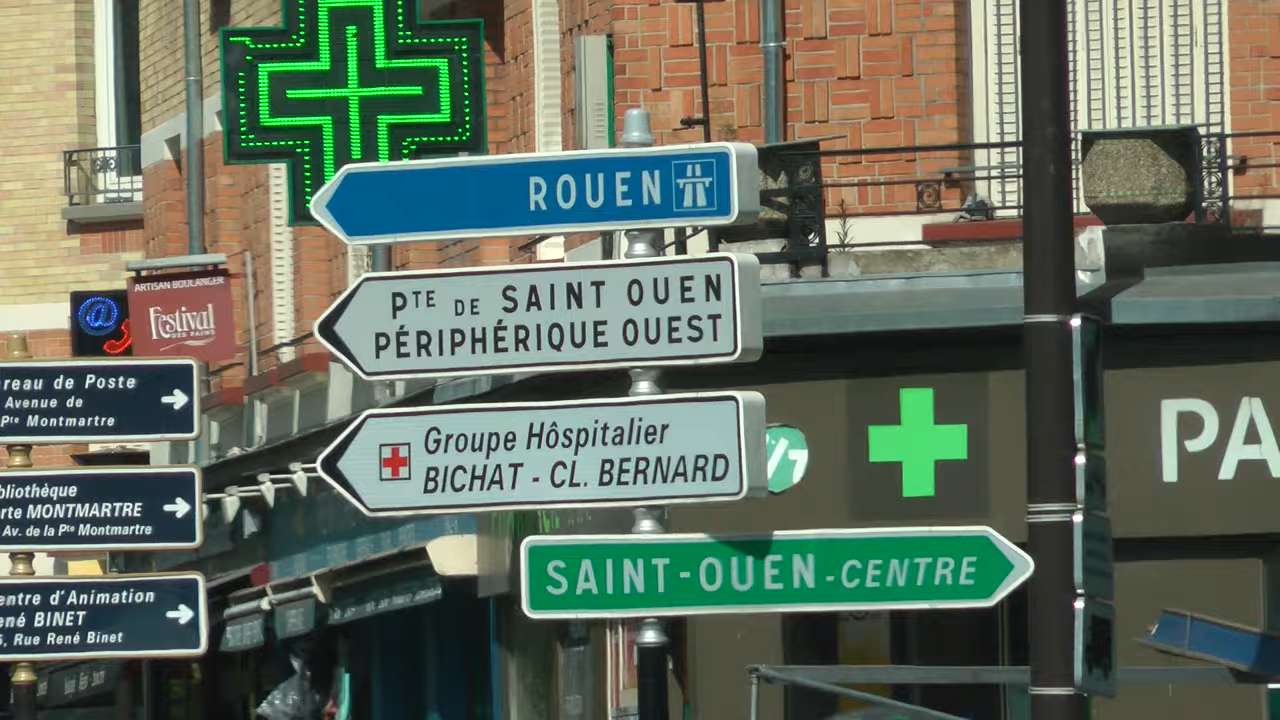 ROUEN
Pte DE SAINT OUEN
PÉRIPHÉRIQUE OUEST
Groupe Hôspitalier
BICHAT - CL. BERNARD
SAINT-OUEN-CENTRE
ARTISAN BOULANGER
Festival
DES PAINS
@
reau de Poste
Avenue de
Pte Montmartre
bliothèque
rte MONTMARTRE
Av. de la Pte Montmartre
entre d'Animation
ené BINET
, Rue René Binet
PA